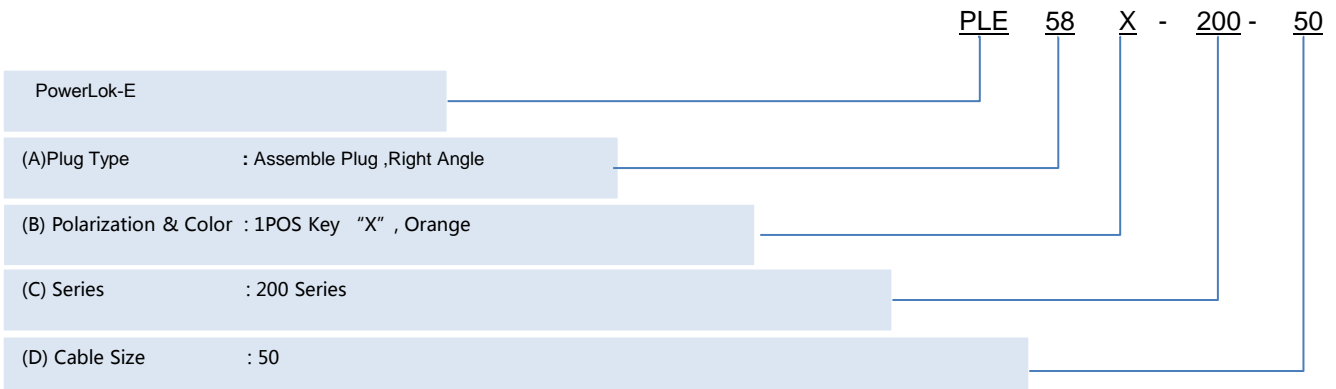 PLE 58 X - 200 - 50
PowerLok-E
(A)Plug Type : Assemble Plug ,Right Angle
(B) Polarization & Color : 1POS Key “X”, Orange
(C) Series : 200 Series
(D) Cable Size : 50